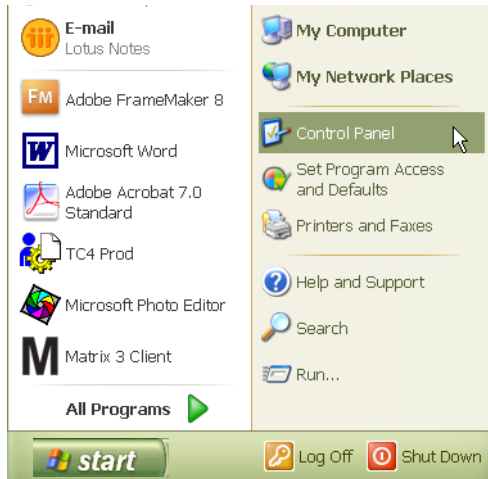 E-mail
Lotus Notes
FM
Adobe FrameMaker 8
W
Microsoft Word
Adobe Acrobat 7.0
Standard
TC4 Prod
Microsoft Photo Editor
M
Matrix 3 Client
All Programs
My Computer
My Network Places
Control Panel
Set Program Access
and Defaults
Printers and Faxes
Help and Support
Search
Run...
start
Log Off
Shut Down